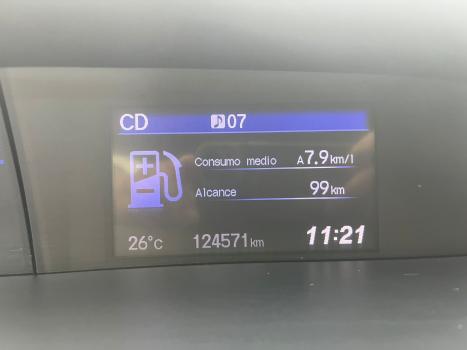 CD 07
Consumo medio A 7.9 km/l
Alcance 99 km
26°C 124571 km 11:21